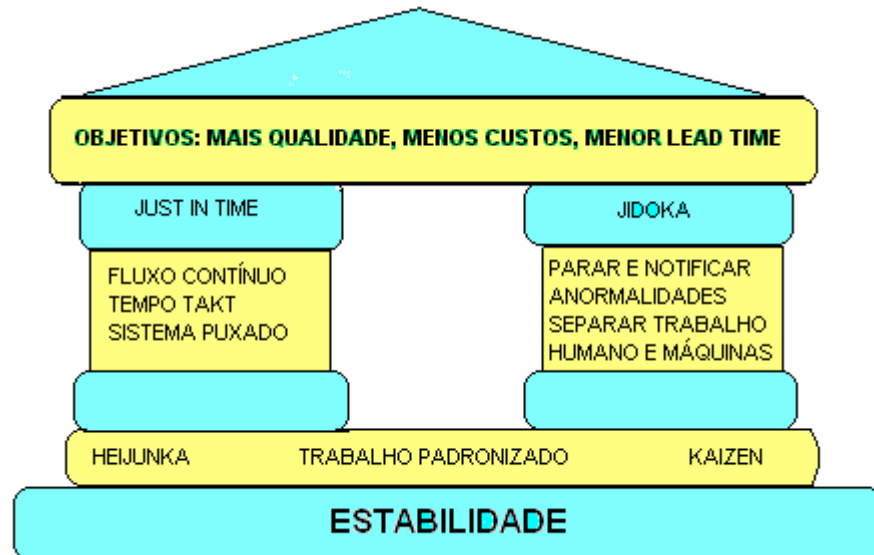 OBJETIVOS: MAIS QUALIDADE, MENOS CUSTOS, MENOR LEAD TIME
JUST IN TIME
FLUXO CONTÍNUO
TEMPO TAKT
SISTEMA PUXADO
JIDOKA
PARAR E NOTIFICAR
ANORMALIDADES
SEPARAR TRABALHO
HUMANO E MÁQUINAS
HEIJUNKA TRABALHO PADRONIZADO KAIZEN
ESTABILIDADE